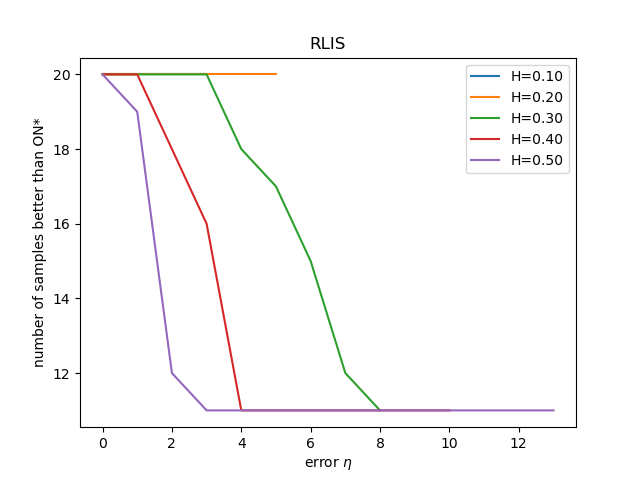 RLIS
number of samples better than ON*
20
18
16
14
12
0 2 4 6 8 10 12
error η
H=0.10
H=0.20
H=0.30
H=0.40
H=0.50